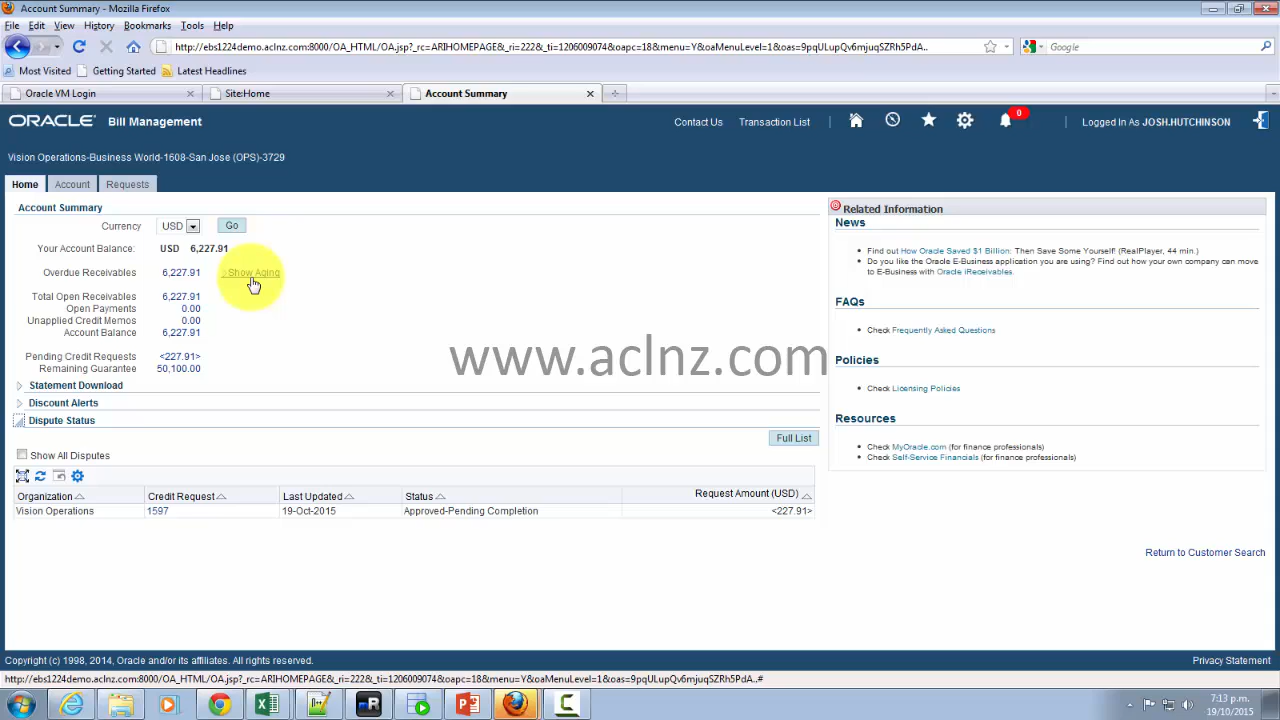 Account Summary - Mozilla Firefox
File Edit View History Bookmarks Tools Help
http://ebs1224demo.aclnz.com:8000/OA_HTML/OA.jsp?_rc=ARIHOMEPAGE&_ri=222&_ti=1206009074&oapc=18&menu=Y&oaMenuLevel=1&oas=9pqULupQv6mjuqSZRh5PdA..
Google
Most Visited Getting Started Latest Headlines
Oracle VM Login Site:Home Account Summary
ORACLE Bill Management
Contact Us Transaction List 0 Logged In As JOSH.HUTCHINSON
Vision Operations-Business World-1608-San Jose (OPS)-3729
Home Account Requests
Account Summary
Currency USD Go
Your Account Balance: USD 6,227.91
Overdue Receivables 6,227.91 : Show Aging
Total Open Receivables 6,227.91
Open Payments 0.00
Unapplied Credit Memos 0.00
Account Balance 6,227.91
Pending Credit Requests <227.91>
Remaining Guarantee 50,100.00
Statement Download
Discount Alerts
Dispute Status
Full List
Show All Disputes
Organization Credit Request Last Updated Status Request Amount (USD)
Vision Operations 1597 19-Oct-2015 Approved-Pending Completion <227.91>
Related Information
News
Find out How Oracle Saved $1 Billion: Then Save Some Yourself! (RealPlayer, 44 min.)
Do you like the Oracle E-Business application you are using? Find out how your own company can move
to E-Business with Oracle iReceivables.
FAQs
Check Frequently Asked Questions
Policies
Check Licensing Policies
Resources
Check MyOracle.com (for finance professionals)
Check Self-Service Financials (for finance professionals)
www.aclnz.com
Return to Customer Search
Copyright (c) 1998, 2014, Oracle and/or its affiliates. All rights reserved.
Privacy Statement
http://ebs1224demo.aclnz.com:8000/OA_HTML/OA.jsp?_rc=ARIHOMEPAGE&_ri=222&_ti=1206009074&oapc=18&menu=Y&oaMenuLevel=1&oas=9pqULupQv6mjuqSZRh5PdA..#
7:13 p.m.
19/10/2015